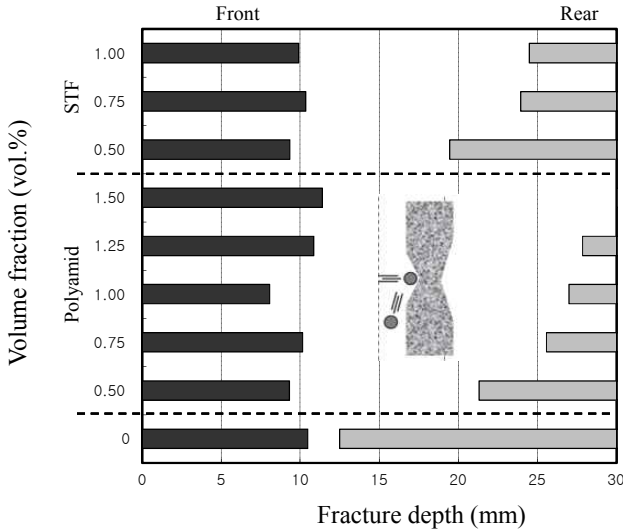 Front
Rear
Volume fraction (vol.%)
STF
1.00
0.75
0.50
Polyamid
1.50
1.25
1.00
0.75
0.50
0
0
5
10
15
20
25
30
Fracture depth (mm)